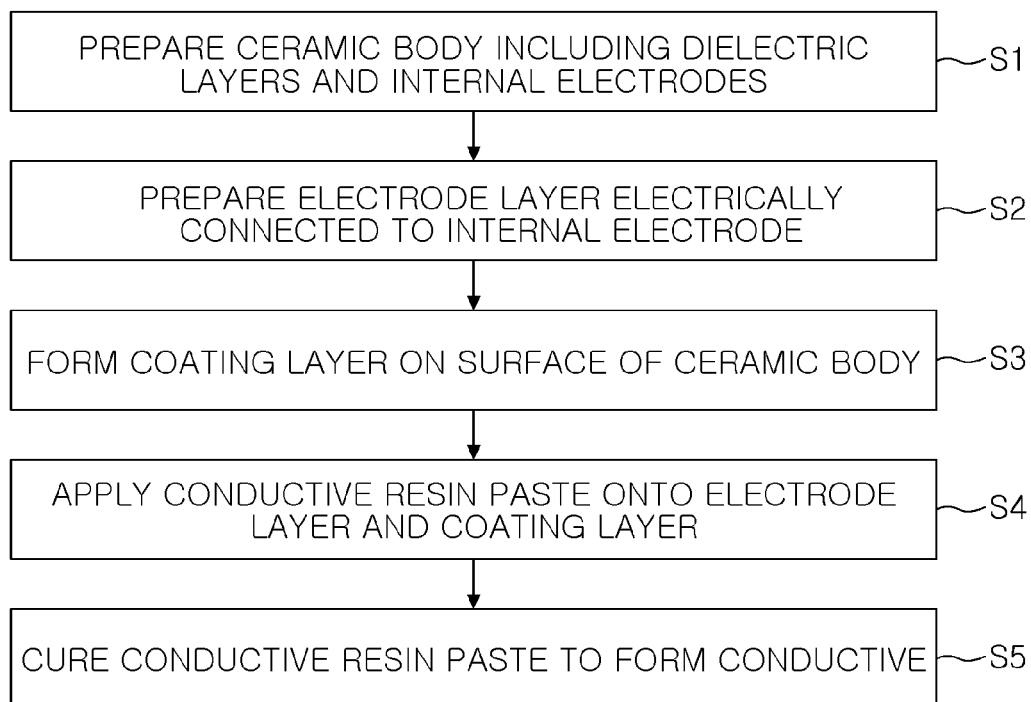 PREPARE CERAMIC BODY INCLUDING DIELECTRIC
LAYERS AND INTERNAL ELECTRODES
S1
PREPARE ELECTRODE LAYER ELECTRICALLY
CONNECTED TO INTERNAL ELECTRODE
S2
FORM COATING LAYER ON SURFACE OF CERAMIC BODY
S3
APPLY CONDUCTIVE RESIN PASTE ONTO ELECTRODE
LAYER AND COATING LAYER
S4
CURE CONDUCTIVE RESIN PASTE TO FORM CONDUCTIVE
S5